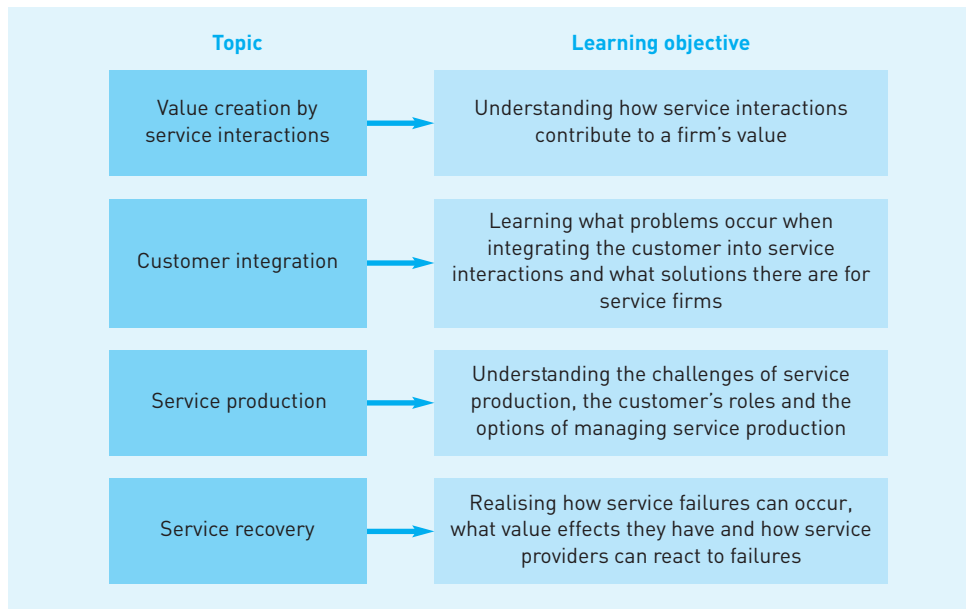 Topic
Learning objective
Value creation by
service interactions
Understanding how service interactions
contribute to a firm's value
Customer integration
Learning what problems occur when
integrating the customer into service
interactions and what solutions there are for
service firms
Service production
Understanding the challenges of service
production, the customer's roles and the
options of managing service production
Service recovery
Realising how service failures can occur,
what value effects they have and how service
providers can react to failures